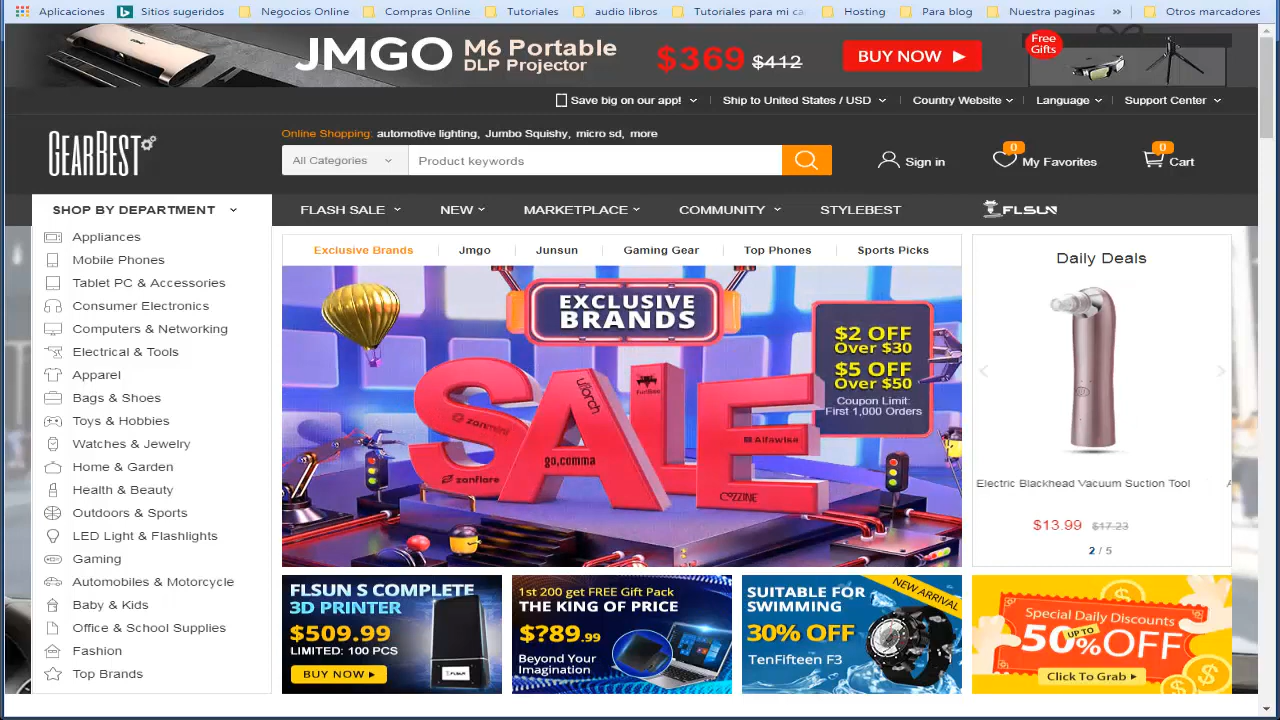 Aplicaciones Sitios sugeridos Negocios Online Compras Online Tutoriales audio libros Tutoriales para mi ca Hosting Para blog Nuestra paginas » Otros marcadores
JMGO M6 Portable DLP Projector $369 $412 BUY NOW Free Gifts
Save big on our app! Ship to United States / USD Country Website Language Support Center
Online Shopping: automotive lighting, Jumbo Squishy, micro sd, more
GEARBEST
All Categories Product keywords 0 Sign in My Favorites 0 Cart
SHOP BY DEPARTMENT FLASH SALE NEW MARKETPLACE COMMUNITY STYLEBEST FLSUN
Appliances
Mobile Phones
Tablet PC & Accessories
Consumer Electronics
Computers & Networking
Electrical & Tools
Apparel
Bags & Shoes
Toys & Hobbies
Watches & Jewelry
Home & Garden
Health & Beauty
Outdoors & Sports
LED Light & Flashlights
Gaming
Automobiles & Motorcycle
Baby & Kids
Office & School Supplies
Fashion
Top Brands
Exclusive Brands Jmgo Junsun Gaming Gear Top Phones Sports Picks
EXCLUSIVE
BRANDS
SALE
zanmini
zanflare
utorch
go,comma
FuriBee
Alfawise
COZZINE
$2 OFF
Over $30
$5 OFF
Over $50
Coupon Limit:
First 1,000 Orders
Daily Deals
Electric Blackhead Vacuum Suction Tool
$13.99 $17.23
2 / 5
FLSUN S COMPLETE
3D PRINTER
$509.99
LIMITED: 100 PCS
BUY NOW
FLSUN
1st 200 get FREE Gift Pack
THE KING OF PRICE
$?89.99
Beyond Your
Imagination
SUITABLE FOR
SWIMMING
30% OFF
TenFifteen F3
NEW ARRIVAL
Special Daily Discounts
UP TO
50% OFF
Click To Grab